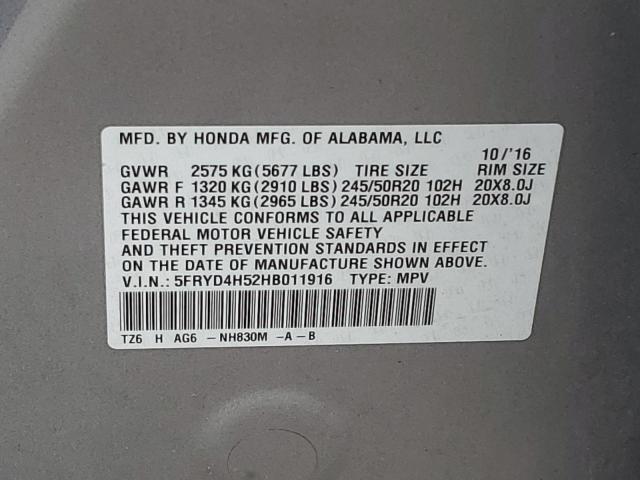 MFD. BY HONDA MFG. OF ALABAMA, LLC
10/'16
GVWR 2575 KG(5677 LBS) TIRE SIZE RIM SIZE
GAWR F 1320 KG(2910 LBS) 245/50R20 102H 20X8.0J
GAWR R 1345 KG(2965 LBS) 245/50R20 102H 20X8.0J
THIS VEHICLE CONFORMS TO ALL APPLICABLE
FEDERAL MOTOR VEHICLE SAFETY
AND THEFT PREVENTION STANDARDS IN EFFECT
ON THE DATE OF MANUFACTURE SHOWN ABOVE.
V.I.N.: 5FRYD4H52HB011916 TYPE: MPV
TZ6 H AG6 -NH830M -A-B